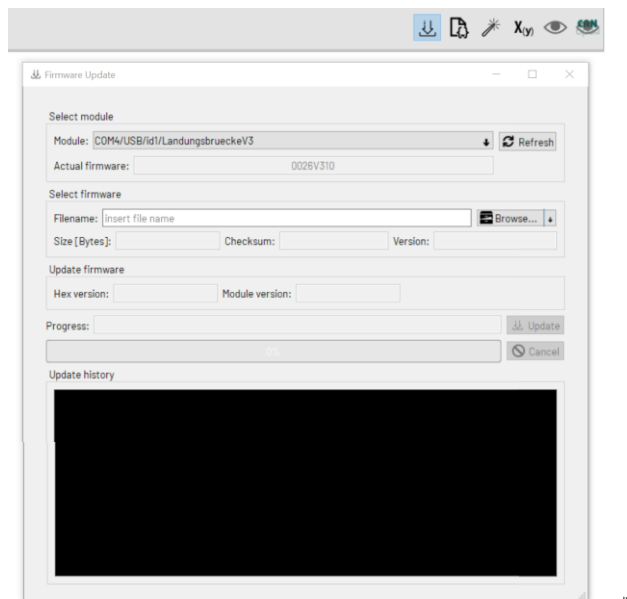 X(y)
Firmware Update
Select module
Module: COM4/USB/id1/LandungsbrueckeV3 Refresh
Actual firmware: 0026V310
Select firmware
Filename: insert file name Browse...
Size [Bytes]: Checksum: Version:
Update firmware
Hex version: Module version:
Progress: Update
0%
Cancel
Update history
"